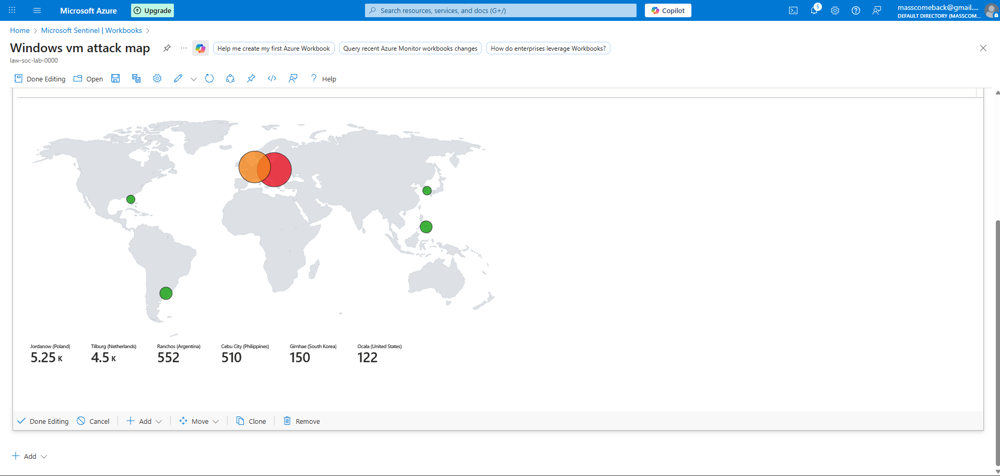 Microsoft Azure
Upgrade
Search resources, services, and docs (G+/)
Copilot
5
masscomeback@gmail....
DEFAULT DIRECTORY (MASSCOM...
Home > Microsoft Sentinel | Workbooks >
Windows vm attack map
...
Help me create my first Azure Workbook
Query recent Azure Monitor workbooks changes
How do enterprises leverage Workbooks?
law-soc-lab-0000
Done Editing
Open
Help
Jordanow (Poland)
5.25 K
Tilburg (Netherlands)
4.5 K
Ranchos (Argentina)
552
Cebu City (Philippines)
510
Gimhae (South Korea)
150
Ocala (United States)
122
Done Editing
Cancel
Add
Move
Clone
Remove
Add